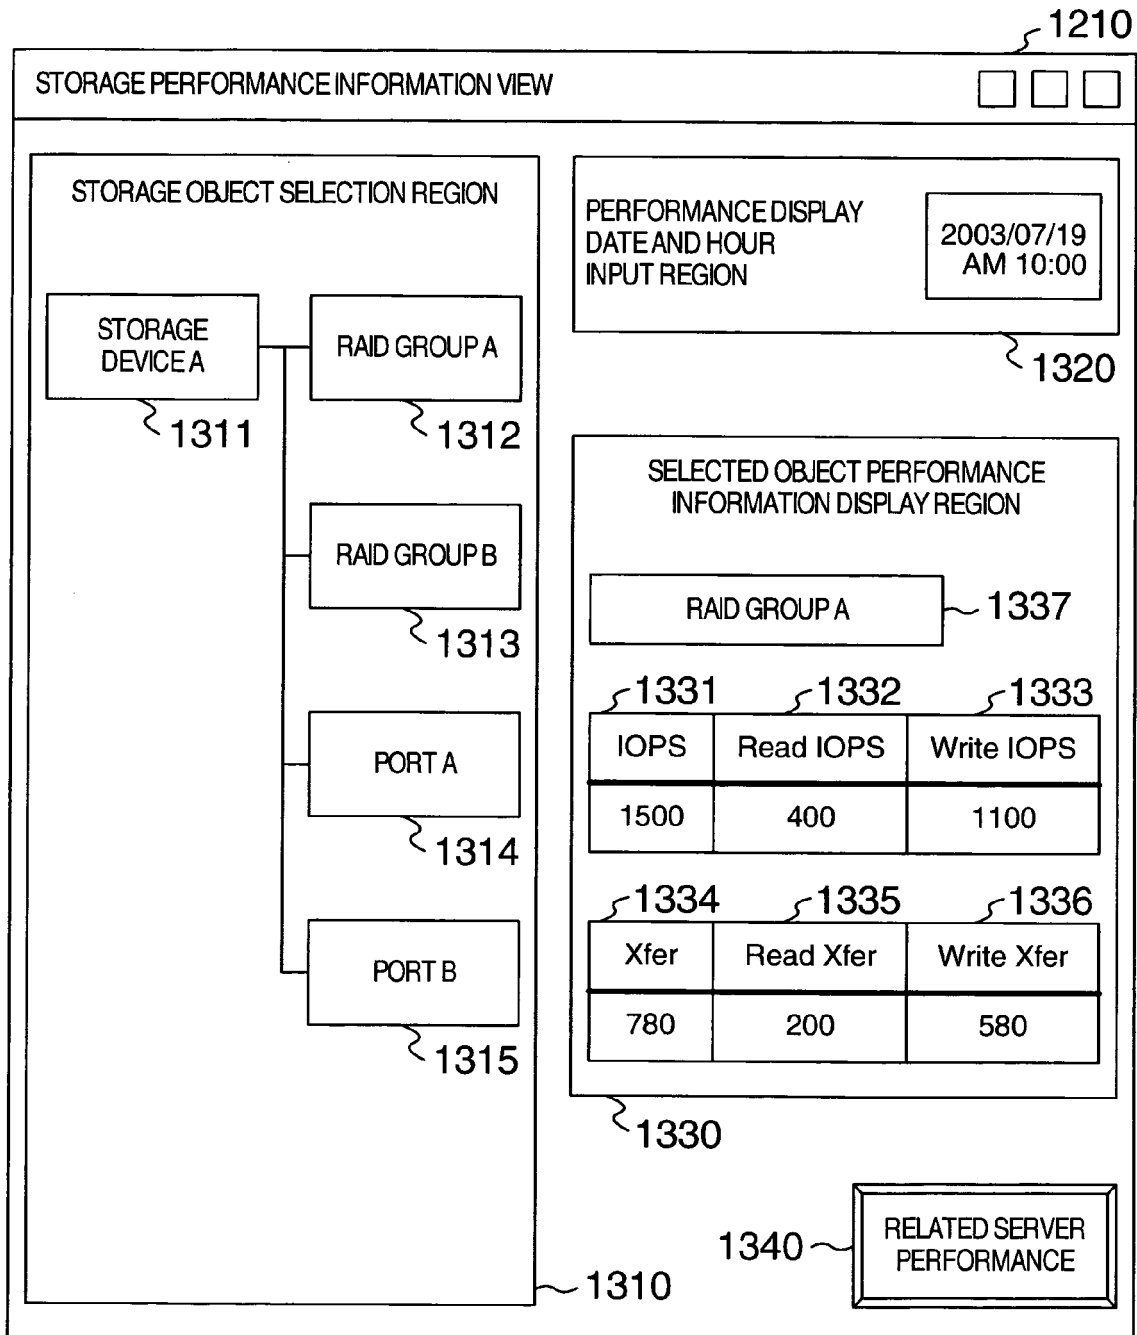 1210
STORAGE PERFORMANCE INFORMATION VIEW
STORAGE OBJECT SELECTION REGION
STORAGE
DEVICE A
1311
RAID GROUP A
1312
RAID GROUP B
1313
PORT A
1314
PORT B
1315
1310
PERFORMANCE DISPLAY
DATE AND HOUR
INPUT REGION
2003/07/19
AM 10:00
1320
SELECTED OBJECT PERFORMANCE
INFORMATION DISPLAY REGION
RAID GROUP A
1337
1331 1332 1333
IOPS Read IOPS Write IOPS
1500 400 1100
1334 1335 1336
Xfer Read Xfer Write Xfer
780 200 580
1330
1340
RELATED SERVER
PERFORMANCE